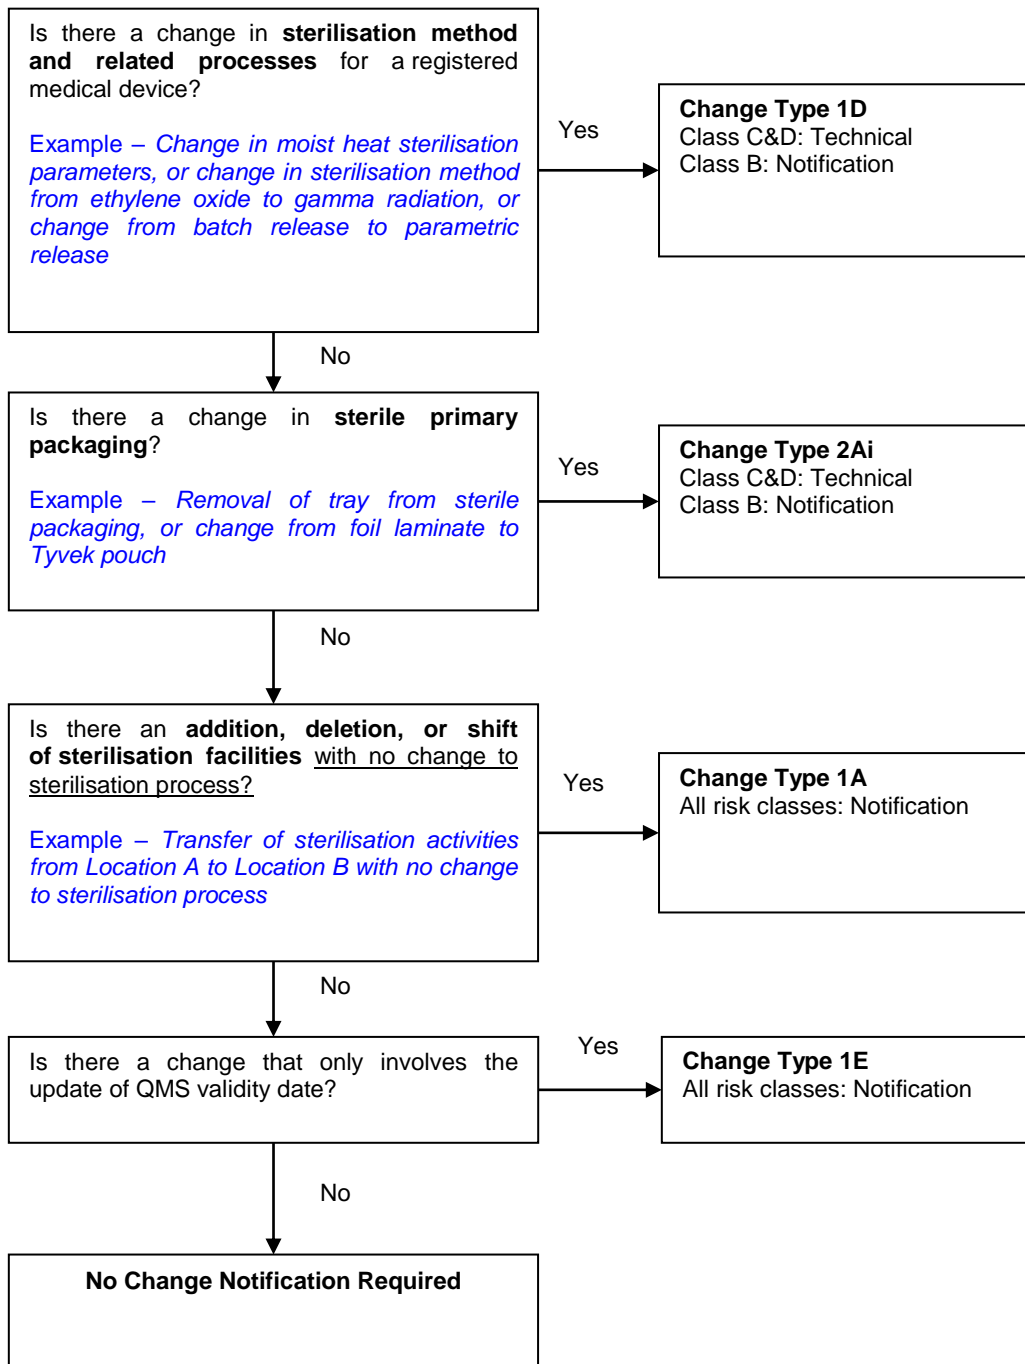 Is there a change in sterilisation method
and related processes for a registered
medical device?
Example – Change in moist heat sterilisation
parameters, or change in sterilisation method
from ethylene oxide to gamma radiation, or
change from batch release to parametric
release
Yes
Change Type 1D
Class C&D: Technical
Class B: Notification
No
Is there a change in sterile primary
packaging?
Example – Removal of tray from sterile
packaging, or change from foil laminate to
Tyvek pouch
Yes
Change Type 2Ai
Class C&D: Technical
Class B: Notification
No
Is there an addition, deletion, or shift
of sterilisation facilities with no change to
sterilisation process?
Example – Transfer of sterilisation activities
from Location A to Location B with no change
to sterilisation process
Yes
Change Type 1A
All risk classes: Notification
No
Is there a change that only involves the
update of QMS validity date?
Yes
Change Type 1E
All risk classes: Notification
No
No Change Notification Required